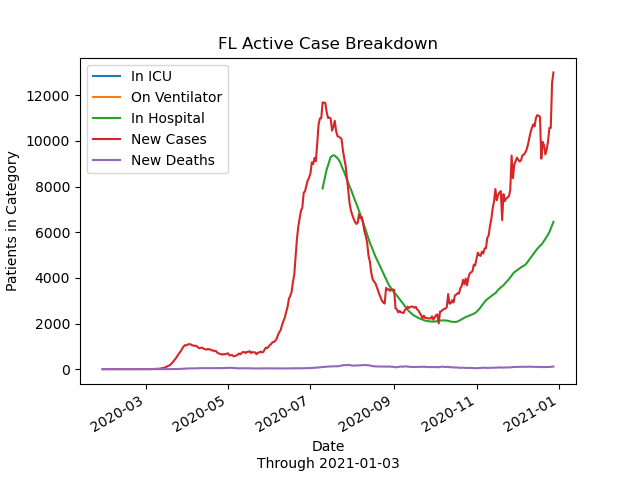 FL Active Case Breakdown
In ICU
On Ventilator
In Hospital
New Cases
New Deaths
Patients in Category
12000
10000
8000
6000
4000
2000
0
2020-03
2020-05
2020-07
2020-09
2020-11
2021-01
Date
Through 2021-01-03